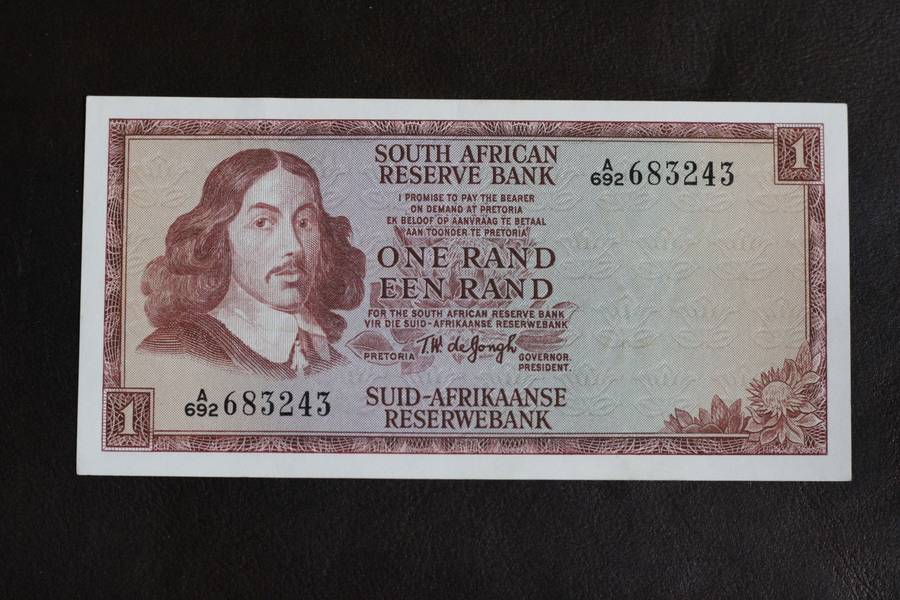 SOUTH AFRICAN
RESERVE BANK
A
692 683243
1
I PROMISE TO PAY THE BEARER
ON DEMAND AT PRETORIA
EK BELOOF OP AANVRAAG TE BETAAL
AAN TOONDER TE PRETORIA
ONE RAND
EEN RAND
FOR THE SOUTH AFRICAN RESERVE BANK
VIR DIE SUID-AFRIKAANSE RESERWEBANK
T.W. de Jongh
PRETORIA
GOVERNOR.
PRESIDENT.
1
A
692 683243
SUID-AFRIKAANSE
RESERWEBANK